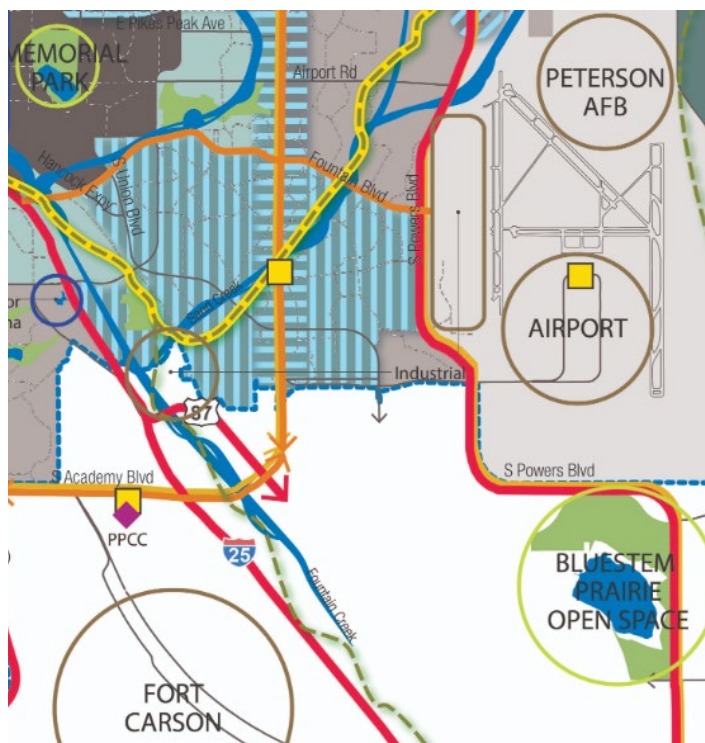 E Pikes Peak Ave
MEMORIAL
PARK
Airport Rd
PETERSON
AFB
Hancock Expy
S Union Blvd
Fountain Blvd
S Powers Blvd
Sand Creek
AIRPORT
Industrial
87
S Academy Blvd
S Powers Blvd
PPCC
25
BLUESTEM
PRAIRIE
OPEN SPACE
Fountain Creek
FORT
CARSON